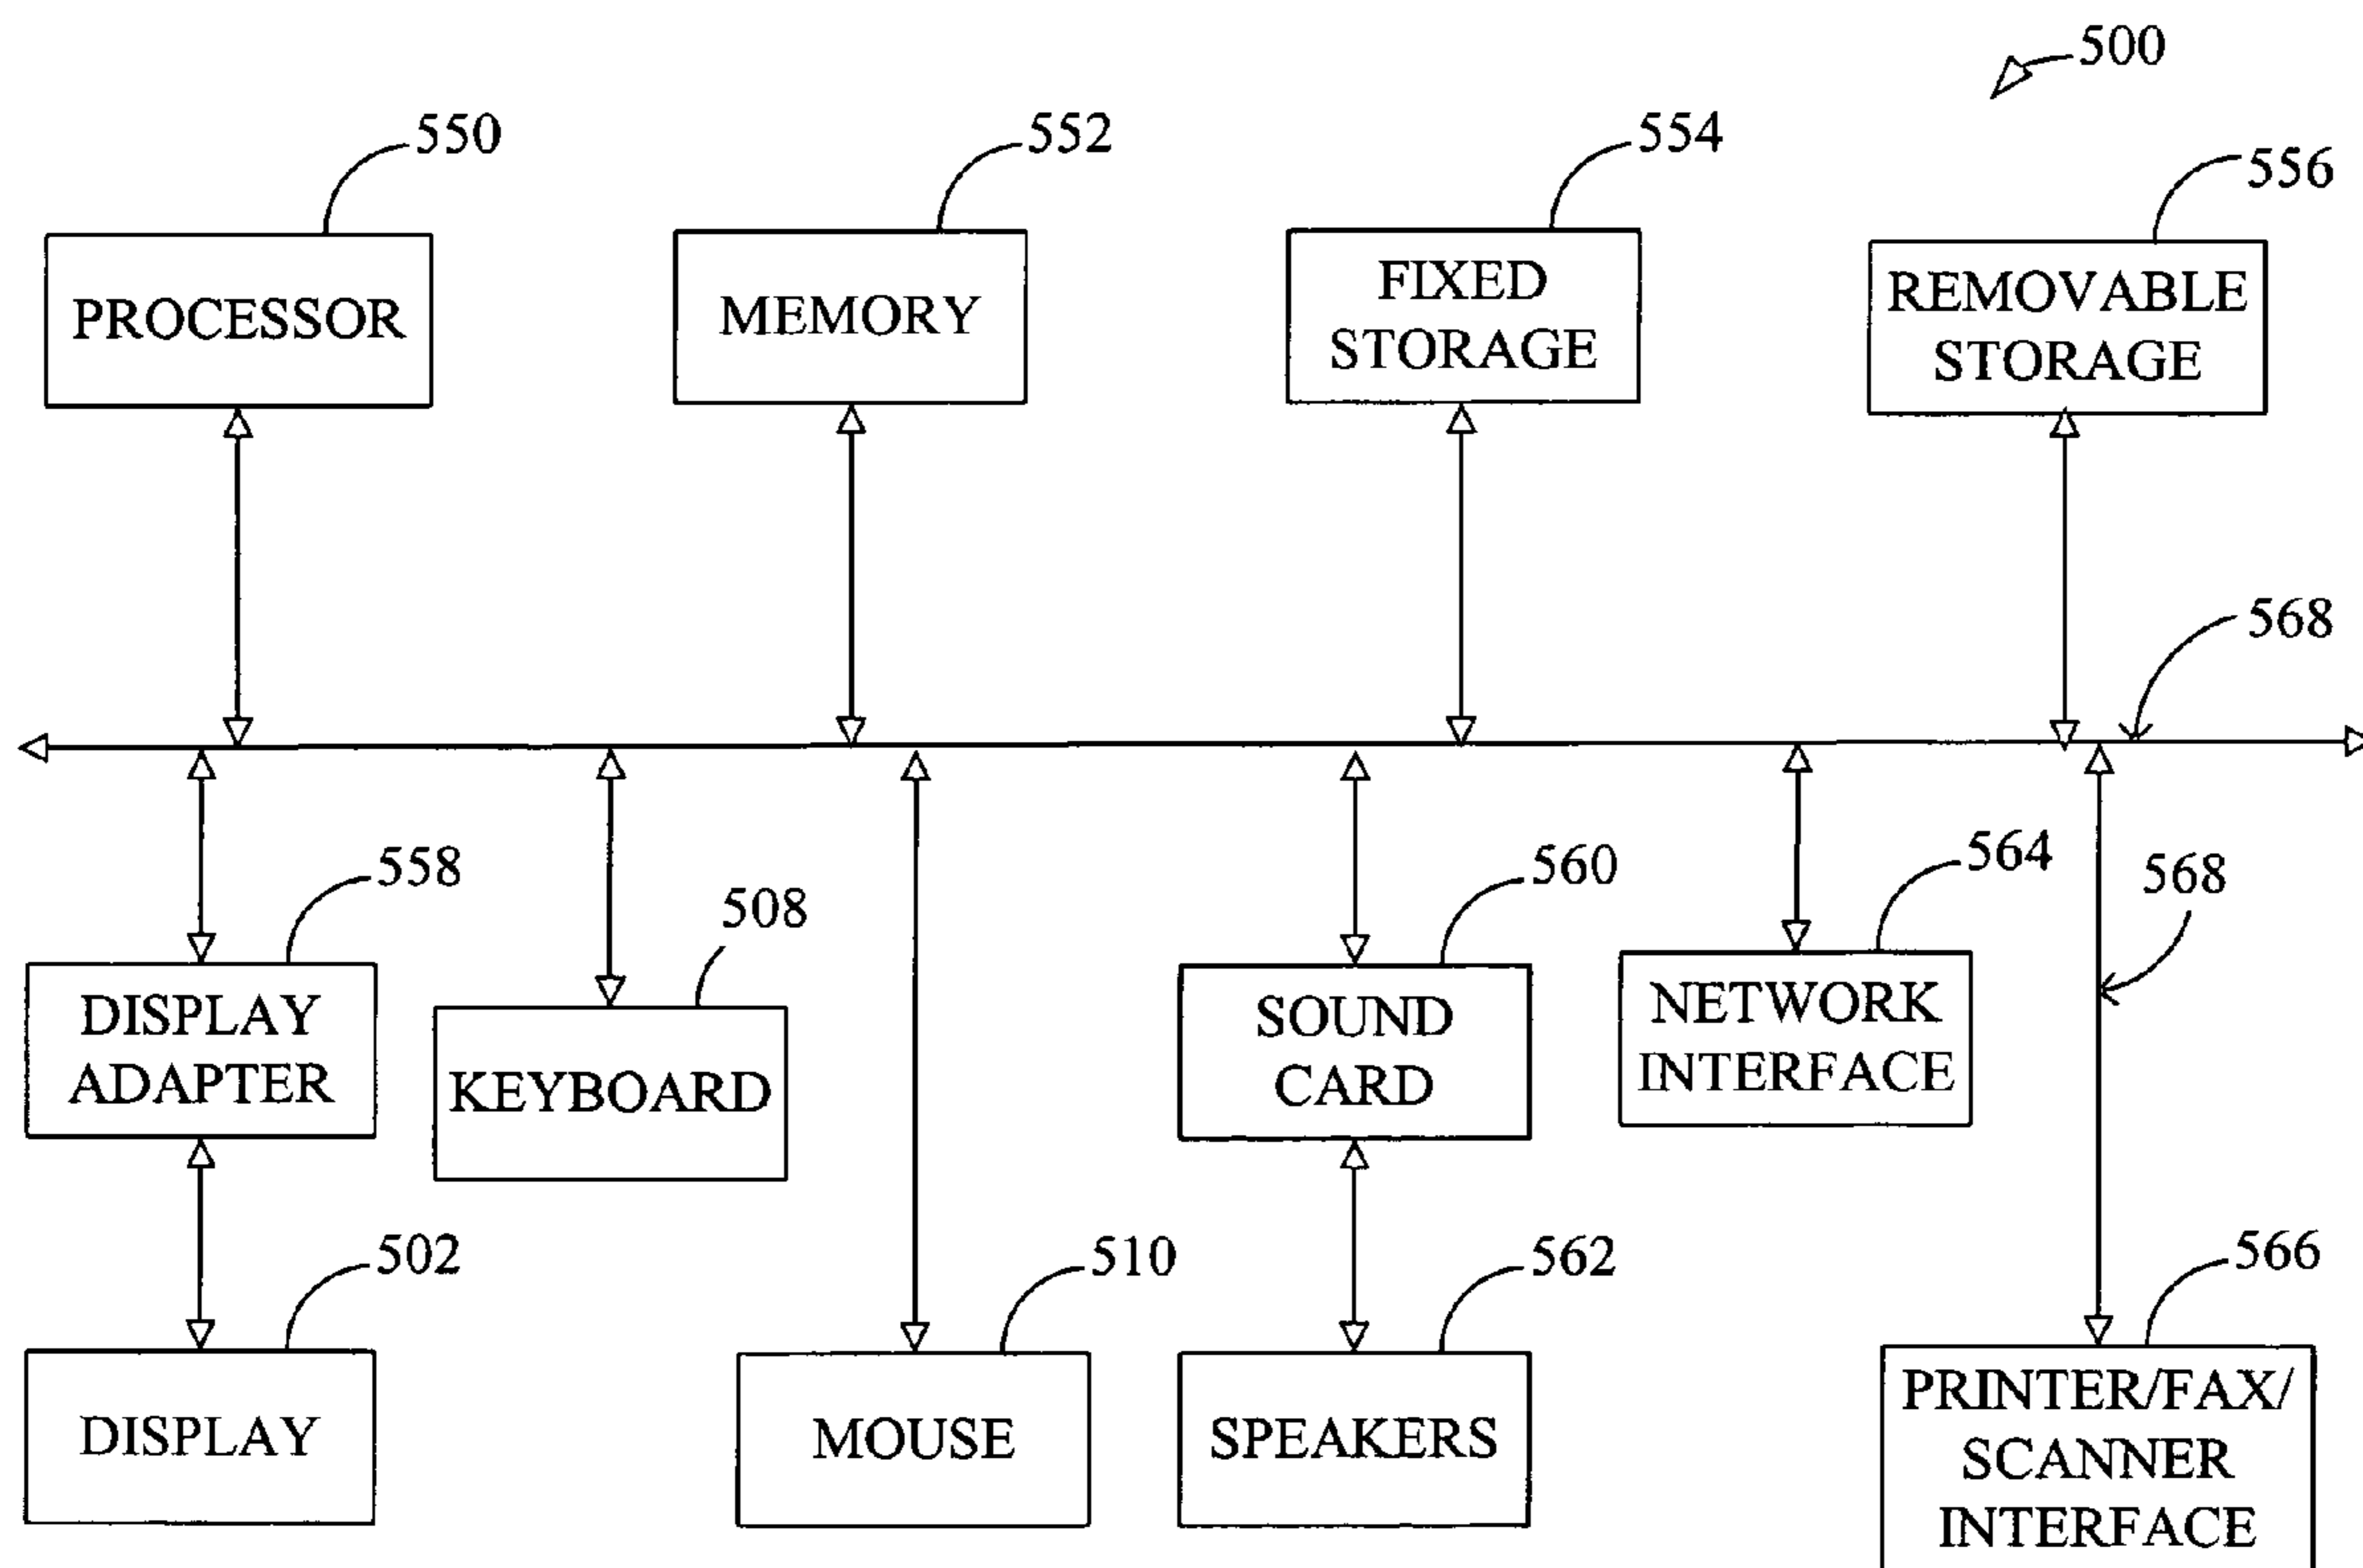 500
550
552
554
556
PROCESSOR
MEMORY
FIXED
STORAGE
REMOVABLE
STORAGE
568
558
508
560
564
568
DISPLAY
ADAPTER
KEYBOARD
SOUND
CARD
NETWORK
INTERFACE
502
510
562
566
DISPLAY
MOUSE
SPEAKERS
PRINTER/FAX/
SCANNER
INTERFACE